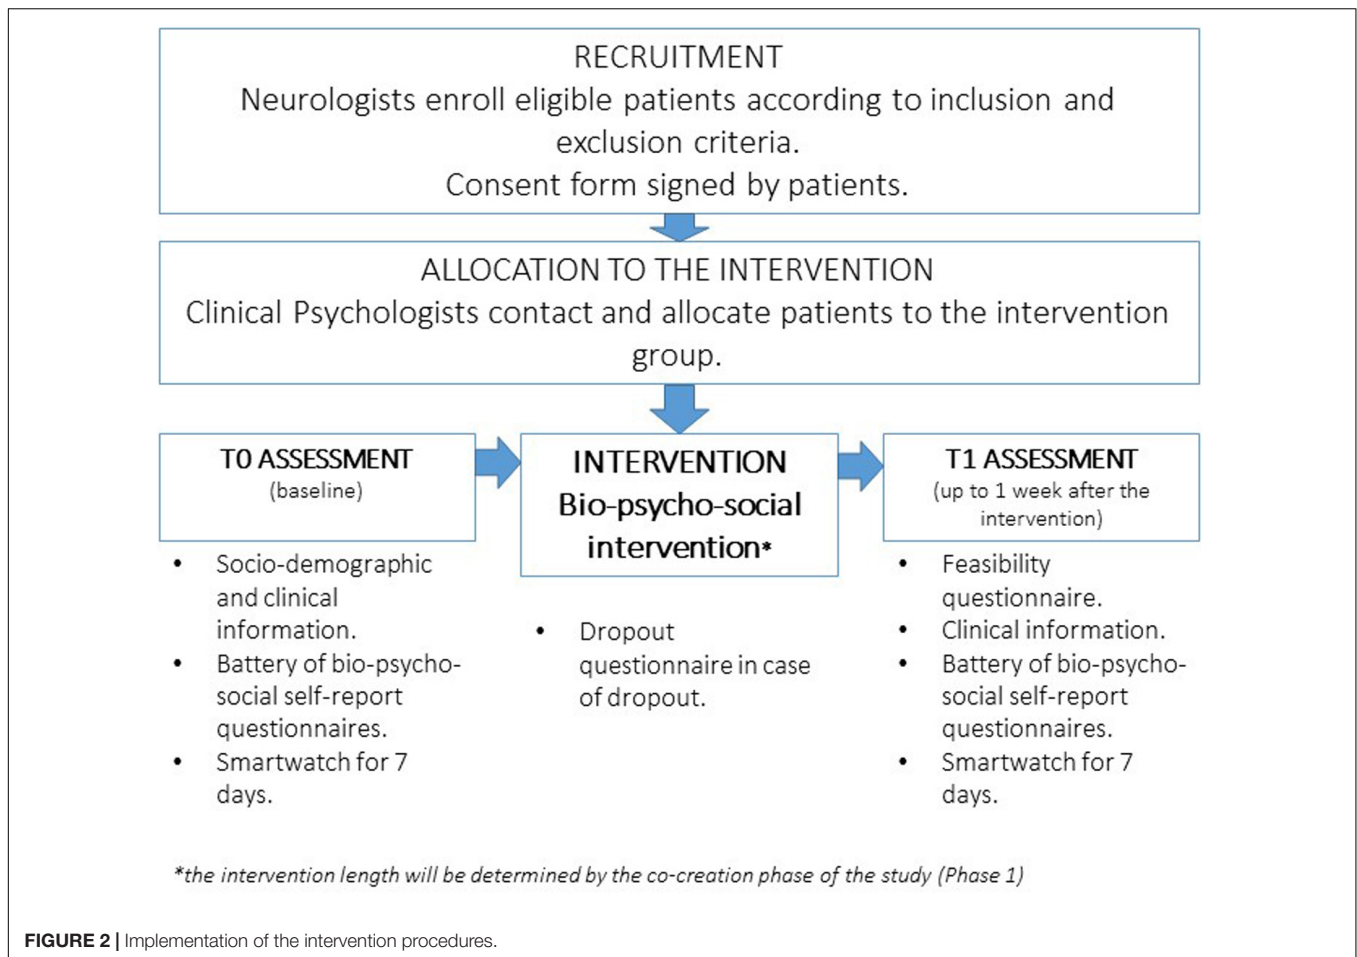 RECRUITMENT
Neurologists enroll eligible patients according to inclusion and
exclusion criteria.
Consent form signed by patients.
ALLOCATION TO THE INTERVENTION
Clinical Psychologists contact and allocate patients to the intervention
group.
T0 ASSESSMENT
(baseline)
• Socio-demographic
and clinical
information.
• Battery of bio-psycho-
social self-report
questionnaires.
• Smartwatch for 7
days.
INTERVENTION
Bio-psycho-social
intervention*
• Dropout
questionnaire in case
of dropout.
T1 ASSESSMENT
(up to 1 week after the
intervention)
• Feasibility
questionnaire.
• Clinical information.
• Battery of bio-psycho-
social self-report
questionnaires.
• Smartwatch for 7
days.
*the intervention length will be determined by the co-creation phase of the study (Phase 1)
FIGURE 2 | Implementation of the intervention procedures.